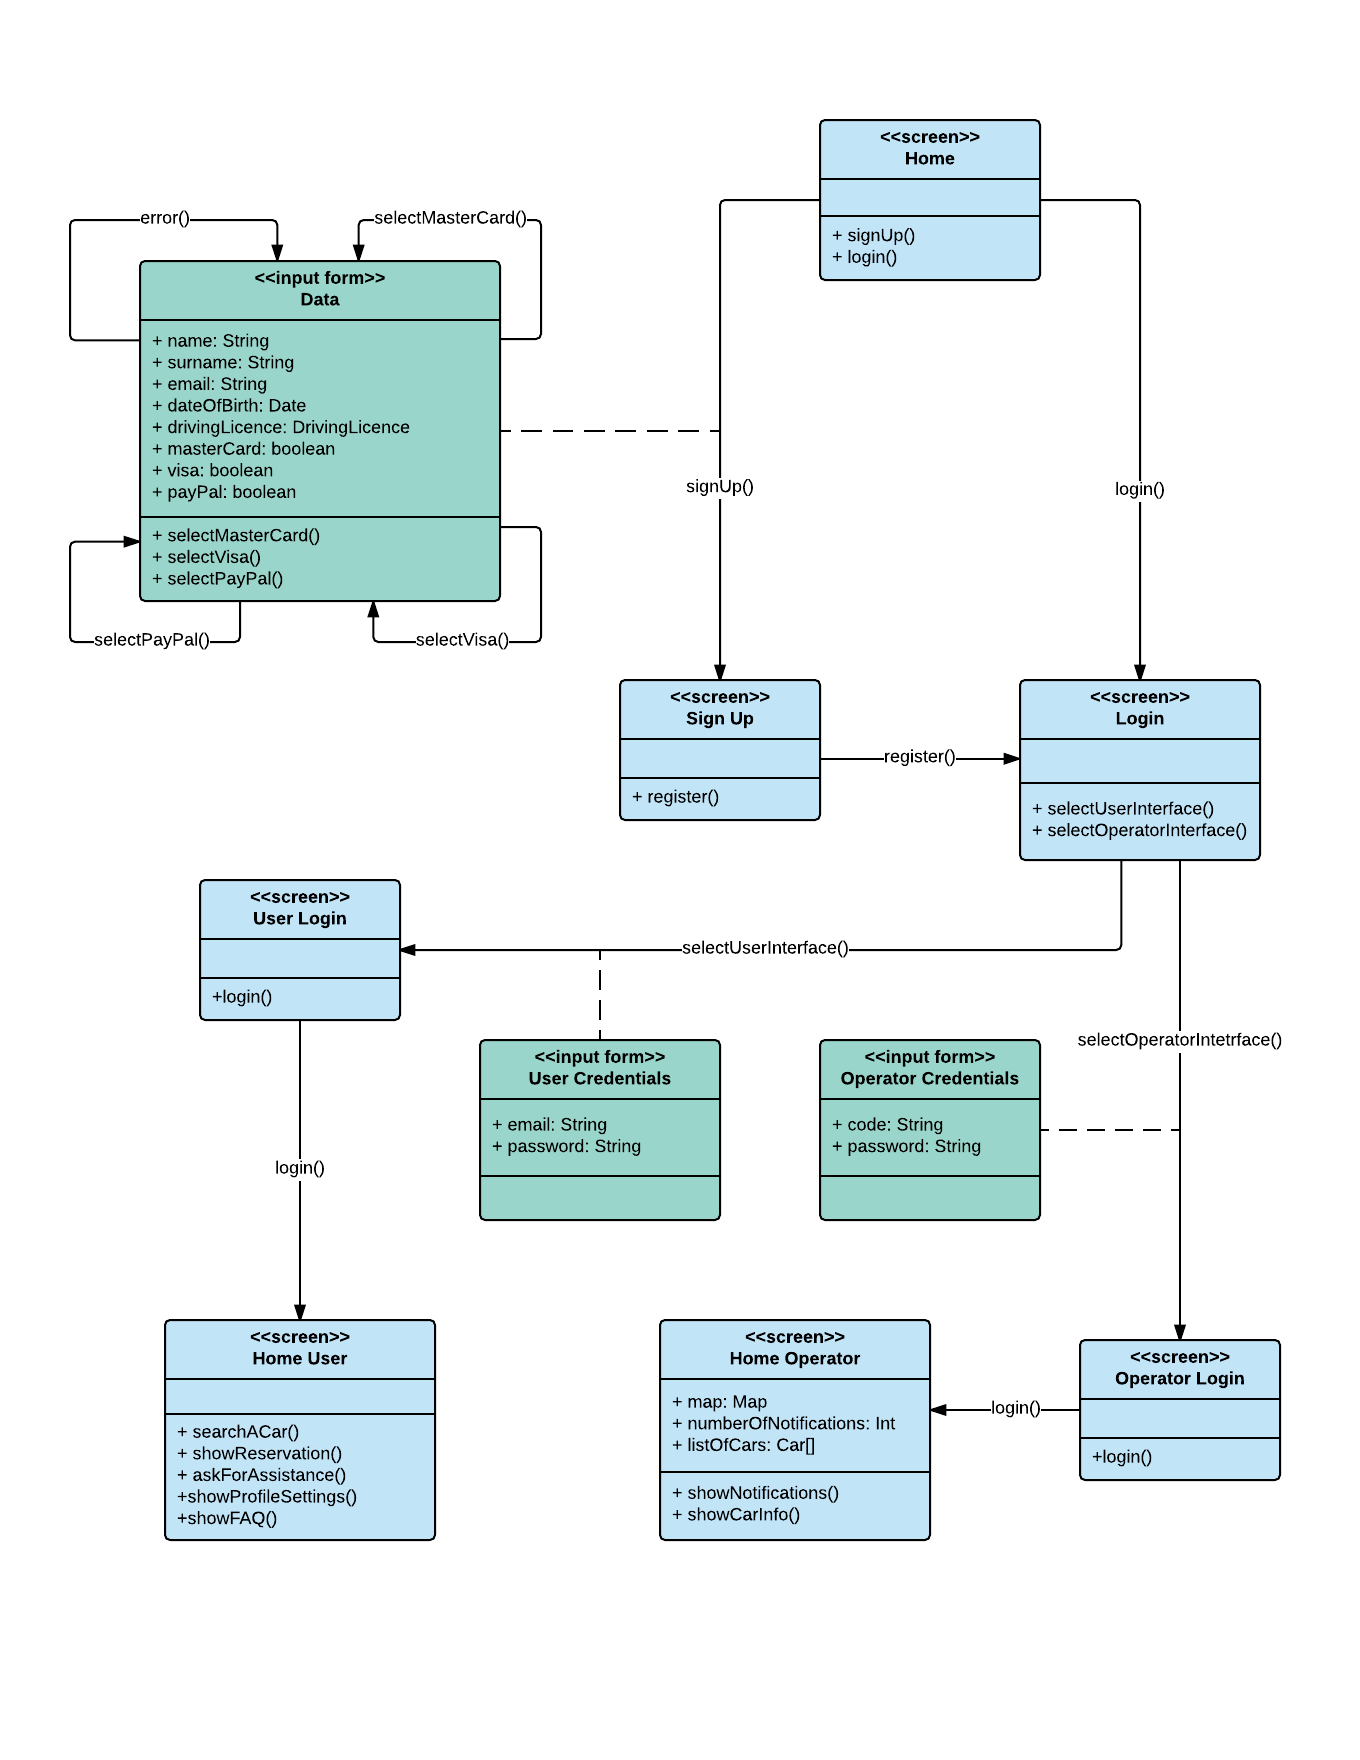 <<screen>>
Home
+ signUp()
+ login()
error()
selectMasterCard()
<<input form>>
Data
+ name: String
+ surname: String
+ email: String
+ dateOfBirth: Date
+ drivingLicence: DrivingLicence
+ masterCard: boolean
+ visa: boolean
+ payPal: boolean
+ selectMasterCard()
+ selectVisa()
+ selectPayPal()
selectPayPal()
selectVisa()
signUp()
login()
<<screen>>
Sign Up
+ register()
register()
<<screen>>
Login
+ selectUserInterface()
+ selectOperatorInterface()
<<screen>>
User Login
+login()
selectUserInterface()
selectOperatorIntetrface()
<<input form>>
User Credentials
+ email: String
+ password: String
<<input form>>
Operator Credentials
+ code: String
+ password: String
login()
<<screen>>
Home User
+ searchACar()
+ showReservation()
+ askForAssistance()
+showProfileSettings()
+showFAQ()
<<screen>>
Home Operator
+ map: Map
+ numberOfNotifications: Int
+ listOfCars: Car[]
+ showNotifications()
+ showCarInfo()
login()
<<screen>>
Operator Login
+login()